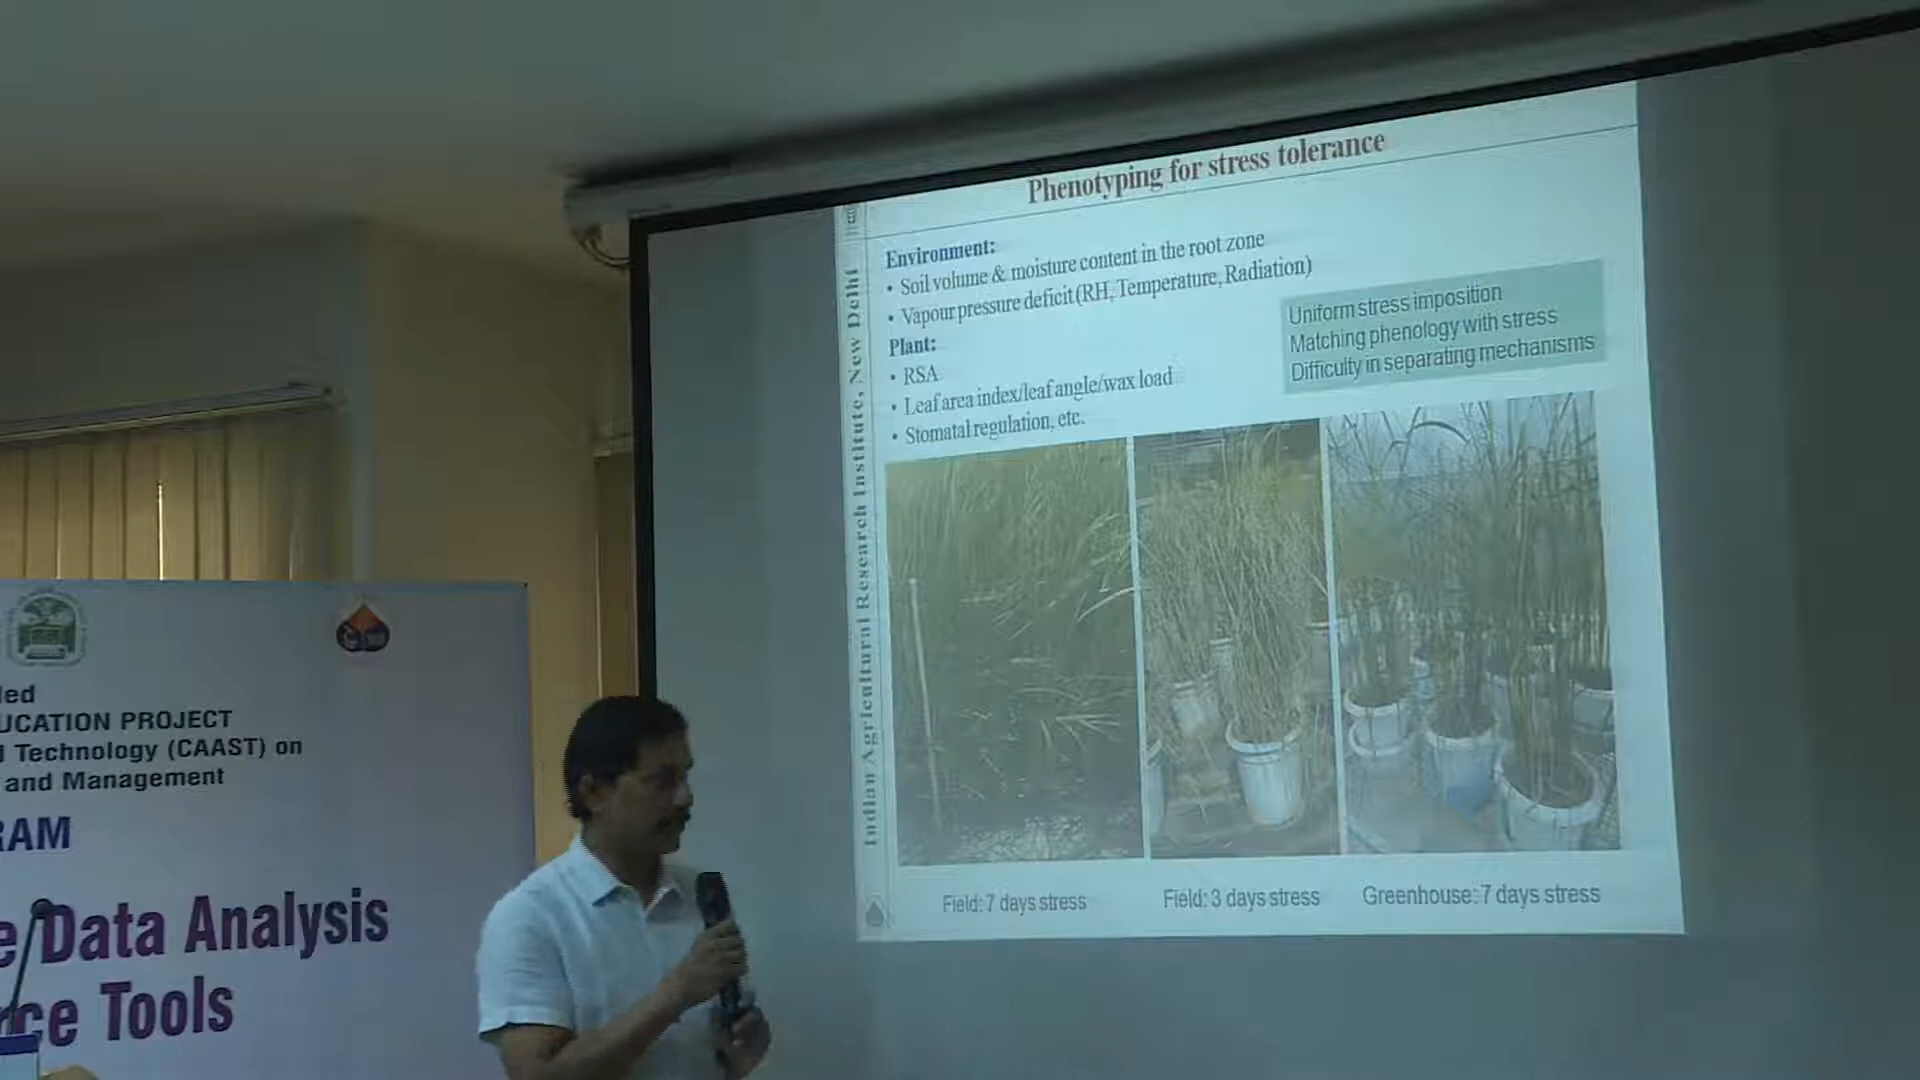 Phenotyping for stress tolerance
Environment:
• Soil volume & moisture content in the root zone
• Vapour pressure deficit (RH, Temperature, Radiation)
Plant:
• RSA
• Leaf area index/leaf angle/wax load
• Stomatal regulation, etc.
Uniform stress imposition
Matching phenology with stress
Difficulty in separating mechanisms
Field: 7 days stress
Field: 3 days stress
Greenhouse: 7 days stress
Indian Agricultural Research Institute, New Delhi
led
UCATION PROJECT
l Technology (CAAST) on
and Management
RAM
e Data Analysis
rce Tools